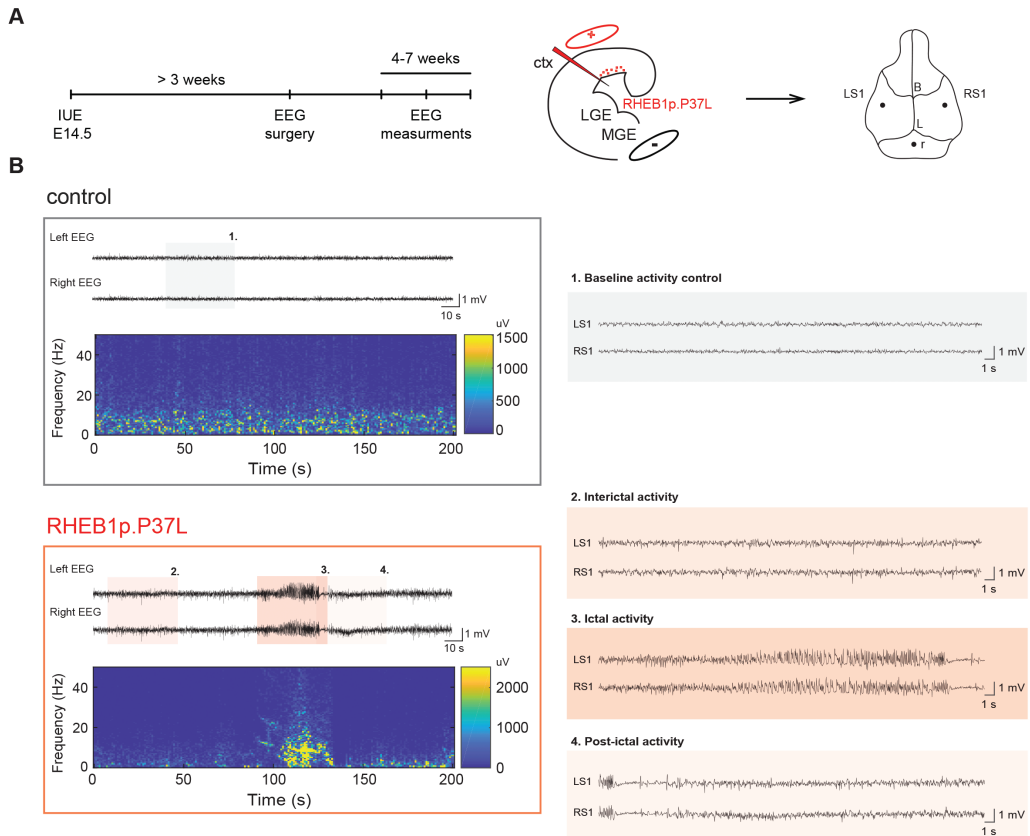 A
> 3 weeks
4-7 weeks
IUE
E14.5
EEG
surgery
EEG
measurments
ctx
+
RHEB1p.P37L
LGE
MGE
-
LS1
B
RS1
L
r
B
control
Left EEG
1.
Right EEG
1 mV
10 s
uV
1500
1000
500
0
Frequency (Hz)
40
20
0
0
50
100
150
200
Time (s)
1. Baseline activity control
LS1
RS1
1 mV
1 s
RHEB1p.P37L
Left EEG
2.
3.
4.
Right EEG
1 mV
10 s
uV
2000
1000
0
Frequency (Hz)
40
20
0
0
50
100
150
200
Time (s)
2. Interictal activity
LS1
RS1
1 mV
1 s
3. Ictal activity
LS1
RS1
1 mV
1 s
4. Post-ictal activity
LS1
RS1
1 mV
1 s